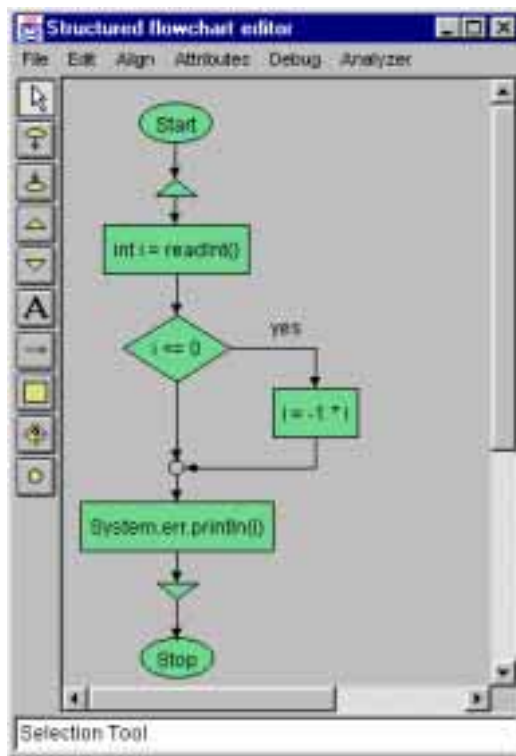 Structured flowchart editor
File Edit Align Attributes Debug Analyzer
Start
int i = readInt()
yes
i <= 0
i = -1 * i
A
System.err.println(i)
Stop
Selection Tool